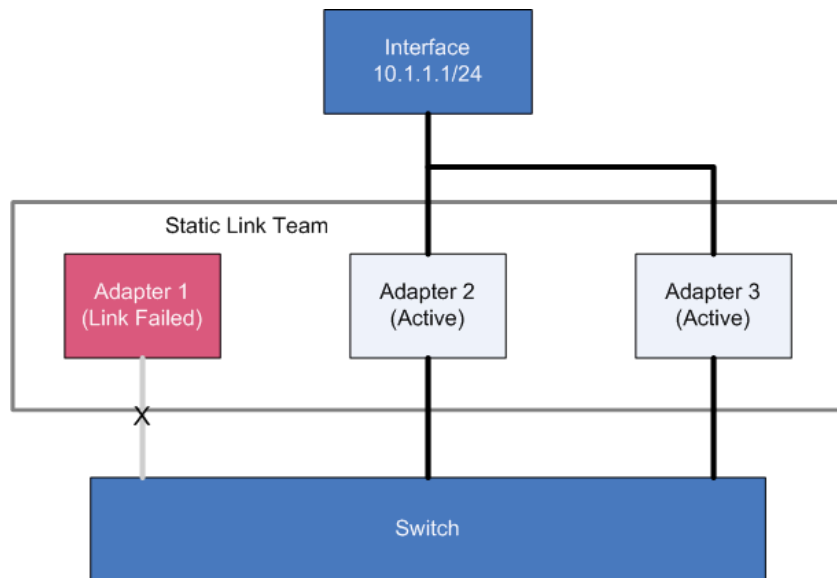 Interface
10.1.1.1/24
Static Link Team
Adapter 1
(Link Failed)
Adapter 2
(Active)
Adapter 3
(Active)
X
Switch